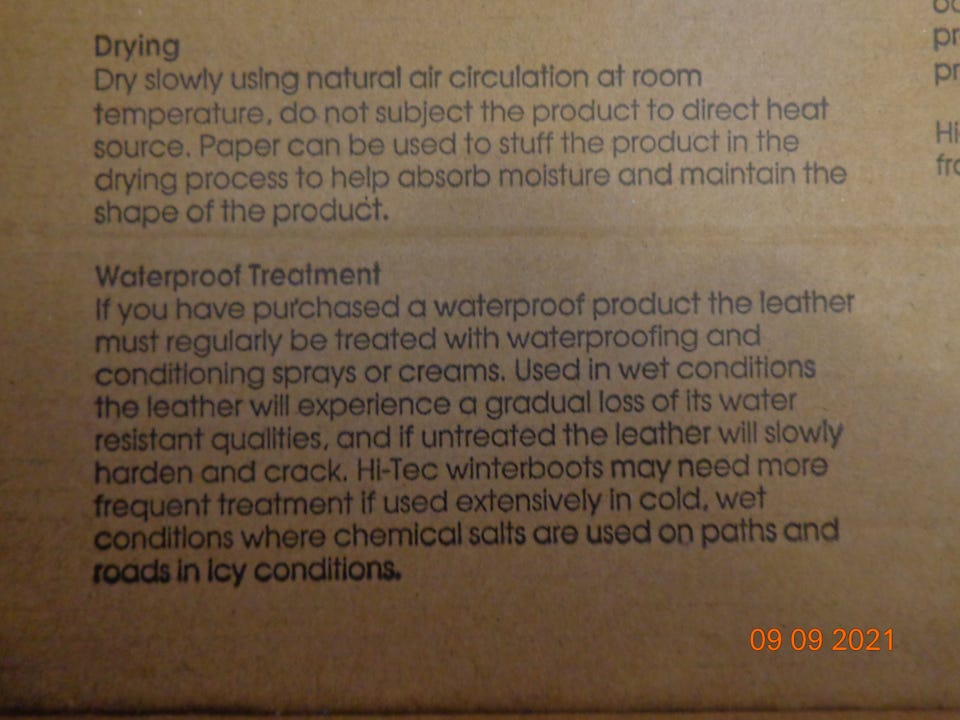 Drying
Dry slowly using natural air circulation at room
temperature, do not subject the product to direct heat
source. Paper can be used to stuff the product in the
drying process to help absorb moisture and maintain the
shape of the product.
Waterproof Treatment
If you have purchased a waterproof product the leather
must regularly be treated with waterproofing and
conditioning sprays or creams. Used in wet conditions
the leather will experience a gradual loss of its water
resistant qualities, and if untreated the leather will slowly
harden and crack. Hi-Tec winterboots may need more
frequent treatment if used extensively in cold, wet
conditions where chemical salts are used on paths and
roads in icy conditions.
pr
pr
Hi
fro
09 09 2021